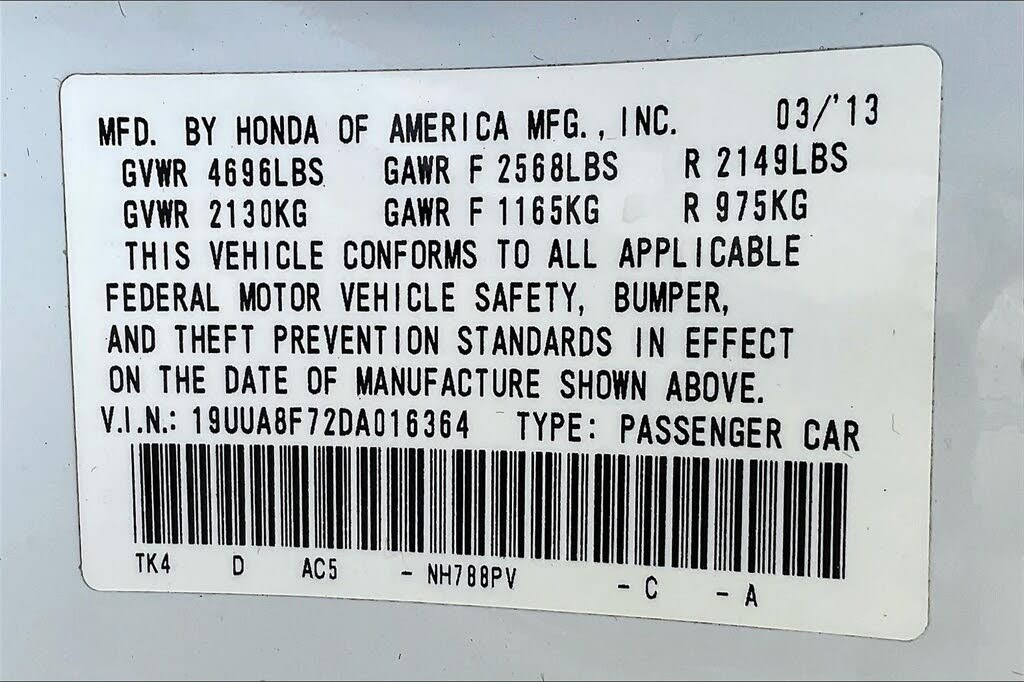 MFD. BY HONDA OF AMERICA MFG., INC. 03/'13
GVWR 4696LBS GAWR F 2568LBS R 2149LBS
GVWR 2130KG GAWR F 1165KG R 975KG
THIS VEHICLE CONFORMS TO ALL APPLICABLE
FEDERAL MOTOR VEHICLE SAFETY, BUMPER,
AND THEFT PREVENTION STANDARDS IN EFFECT
ON THE DATE OF MANUFACTURE SHOWN ABOVE.
V.I.N.: 19UUA8F72DA016364 TYPE: PASSENGER CAR
TK4 D AC5 - NH788PV - C - A